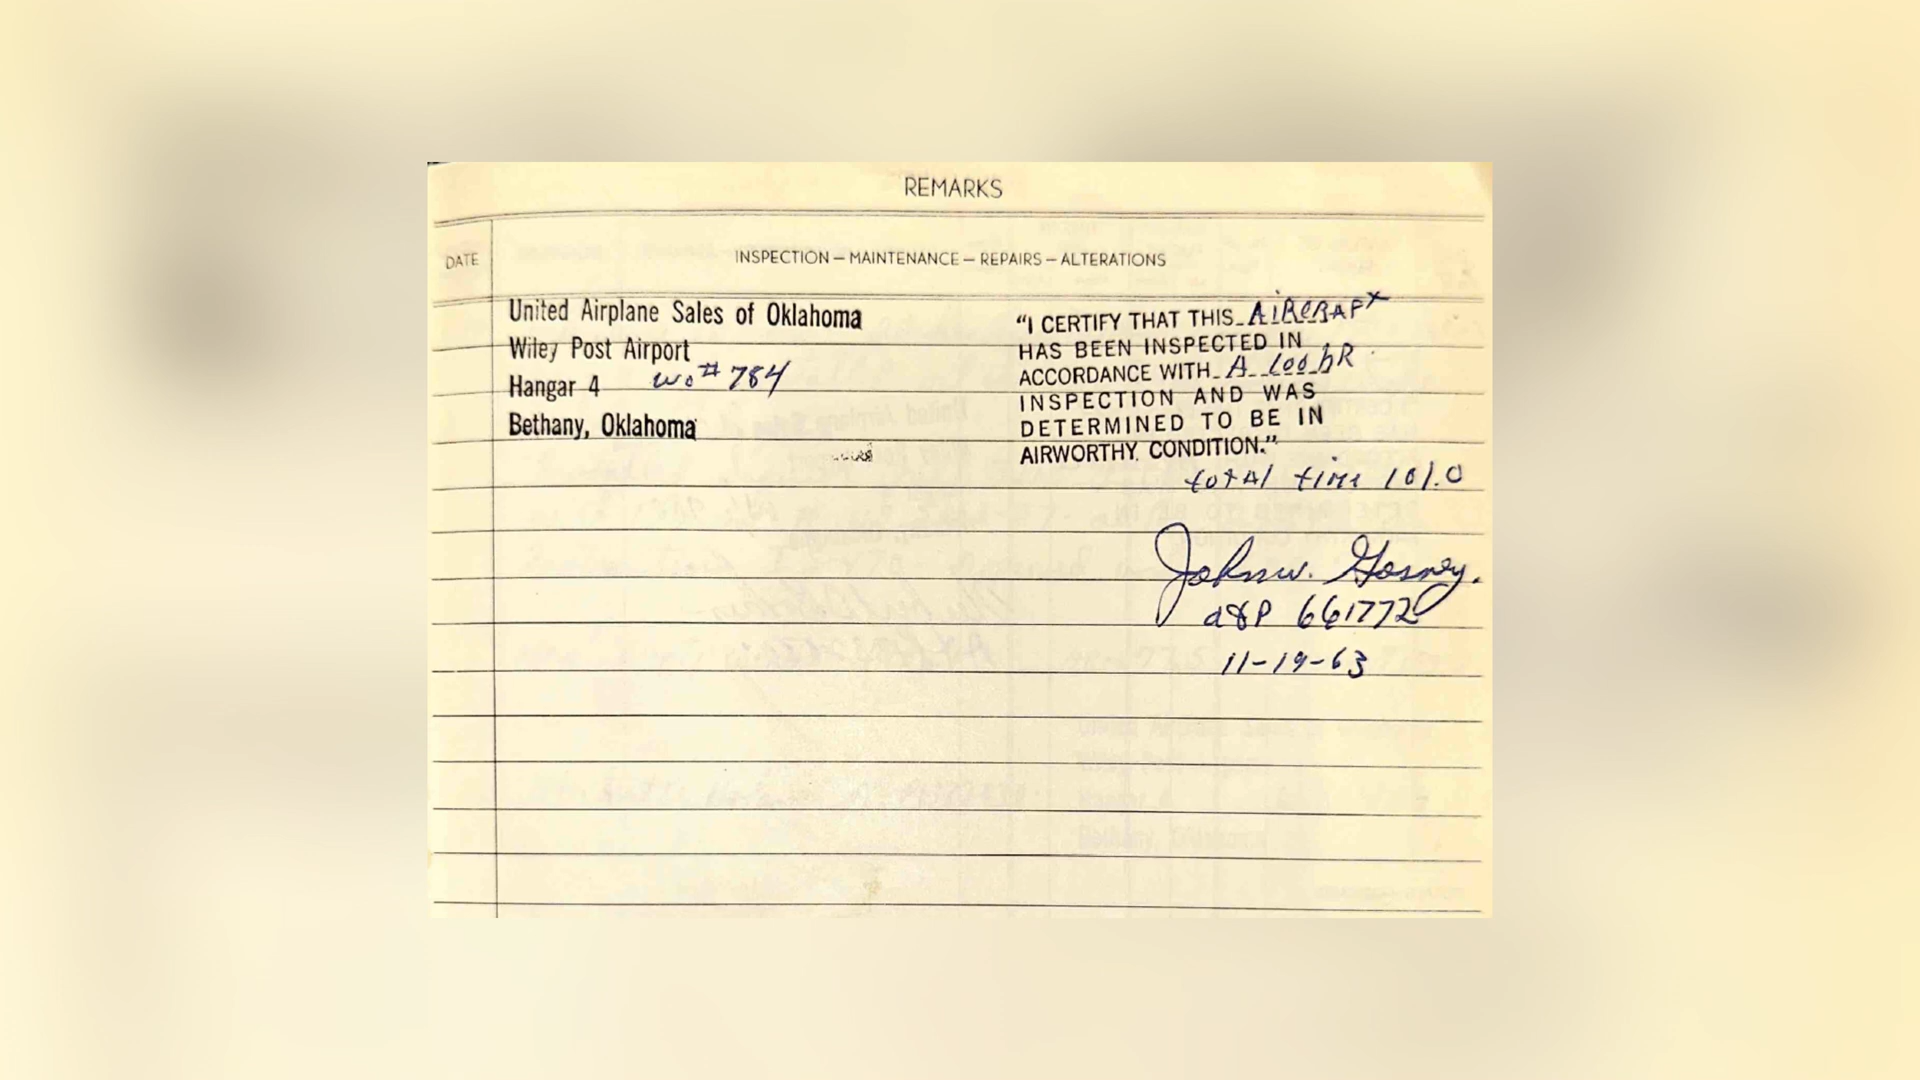 REMARKS
DATE
INSPECTION — MAINTENANCE — REPAIRS — ALTERATIONS
United Airplane Sales of Oklahoma
Wiley Post Airport
Hangar 4 wo# 784
Bethany, Oklahoma
"I CERTIFY THAT THIS AIRCRAFT
HAS BEEN INSPECTED IN
ACCORDANCE WITH A 100 hR
INSPECTION AND WAS
DETERMINED TO BE IN
AIRWORTHY CONDITION."
total time 101.0
John W. Gosney.
a&P 661772
11-19-63